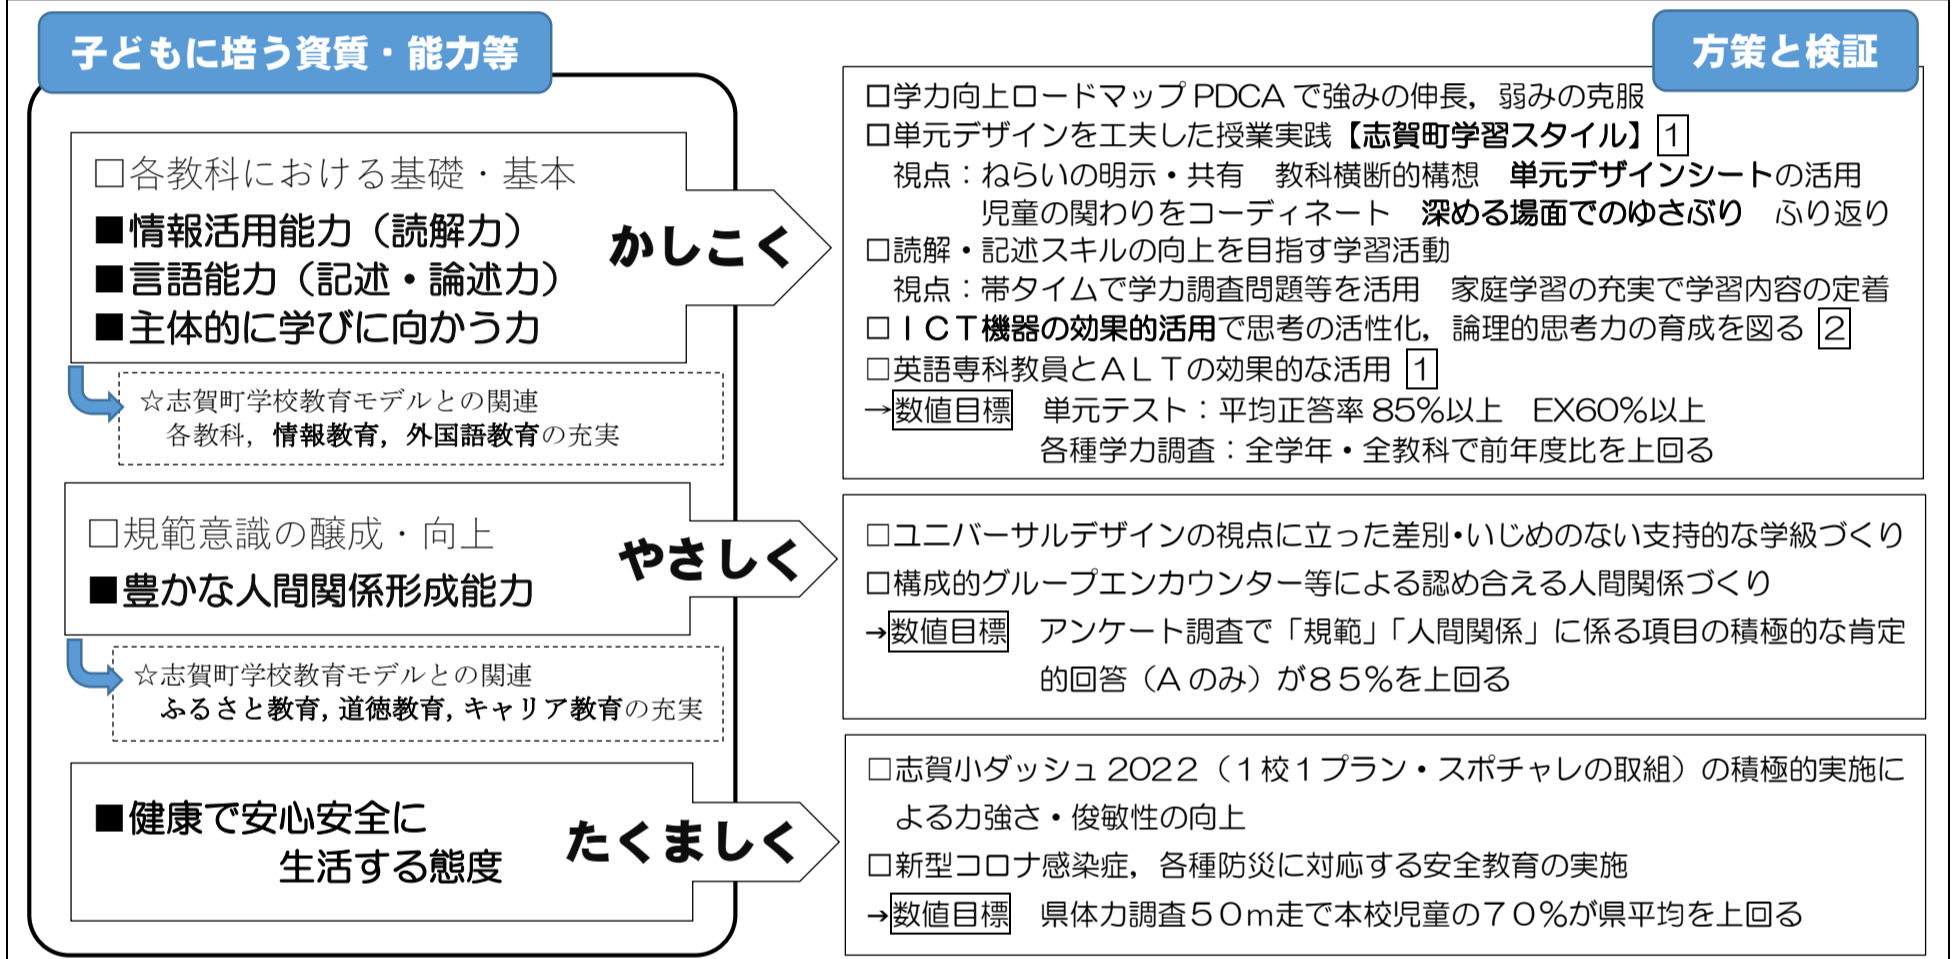 子どもに培う資質・能力等
□各教科における基礎・基本
■情報活用能力（読解力）
■言語能力（記述・論述力）
■主体的に学びに向かう力
かしこく
☆志賀町学校教育モデルとの関連
各教科，情報教育，外国語教育の充実
□規範意識の醸成・向上
■豊かな人間関係形成能力
やさしく
☆志賀町学校教育モデルとの関連
ふるさと教育，道徳教育，キャリア教育の充実
■健康で安心安全に
生活する態度
たくましく
方策と検証
□学力向上ロードマップPDCAで強みの伸長，弱みの克服
□単元デザインを工夫した授業実践【志賀町学習スタイル】1
視点：ねらいの明示・共有　教科横断的構想　単元デザインシートの活用
児童の関わりをコーディネート　深める場面でのゆさぶり　ふり返り
□読解・記述スキルの向上を目指す学習活動
視点：帯タイムで学力調査問題等を活用　家庭学習の充実で学習内容の定着
□ＩＣＴ機器の効果的活用で思考の活性化，論理的思考力の育成を図る 2
□英語専科教員とＡＬＴの効果的な活用 1
→数値目標　単元テスト：平均正答率85%以上　EX60%以上
各種学力調査：全学年・全教科で前年度比を上回る
□ユニバーサルデザインの視点に立った差別・いじめのない支持的な学級づくり
□構成的グループエンカウンター等による認め合える人間関係づくり
→数値目標　アンケート調査で「規範」「人間関係」に係る項目の積極的な肯定
的回答（Aのみ）が８５％を上回る
□志賀小ダッシュ2022（１校１プラン・スポチャレの取組）の積極的実施に
よる力強さ・俊敏性の向上
□新型コロナ感染症，各種防災に対応する安全教育の実施
→数値目標　県体力調査５０ｍ走で本校児童の７０％が県平均を上回る